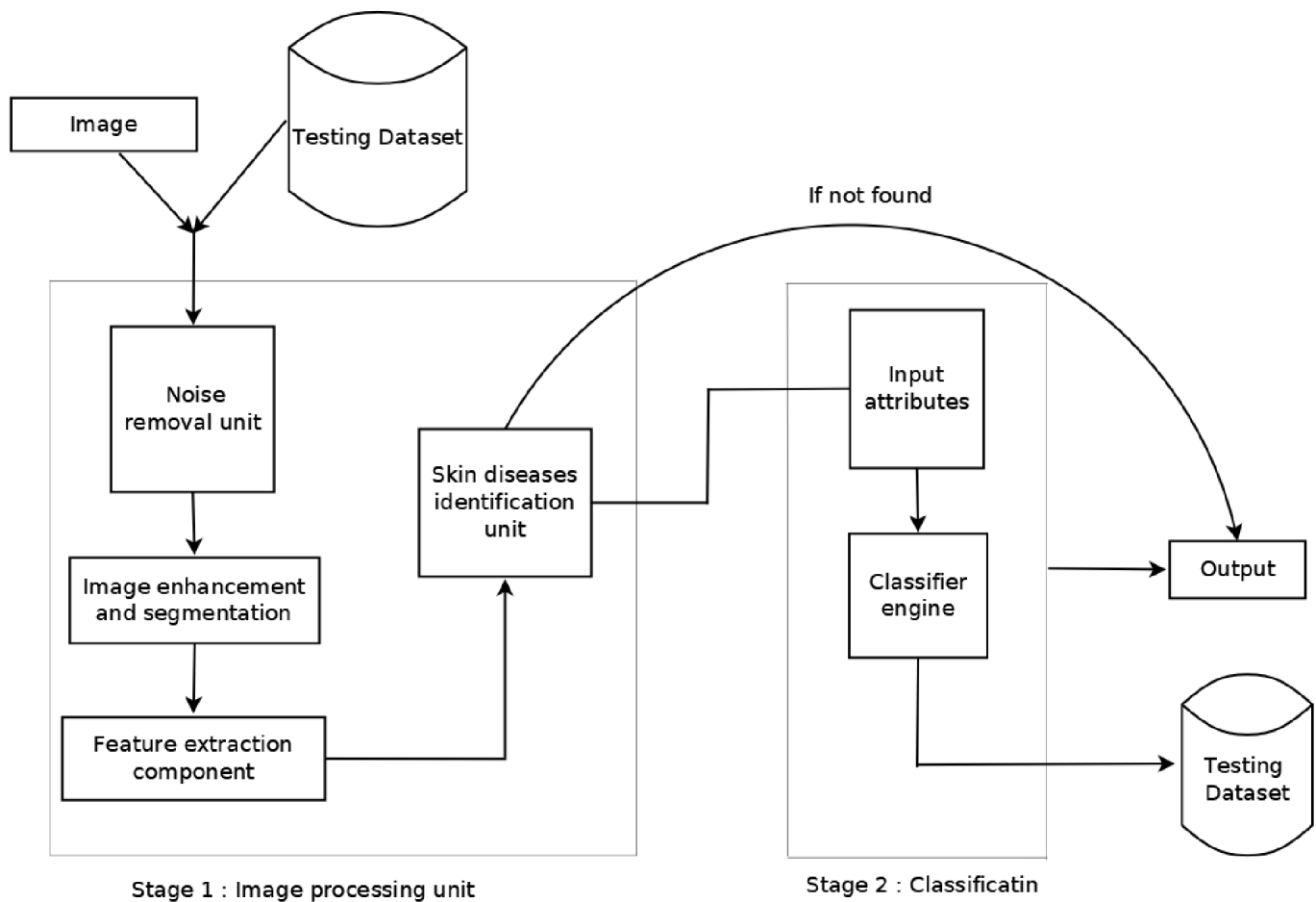 Image
Testing Dataset
If not found
Noise
removal unit
Image enhancement
and segmentation
Feature extraction
component
Skin diseases
identification
unit
Input
attributes
Classifier
engine
Output
Testing
Dataset
Stage 1 : Image processing unit
Stage 2 : Classificatin